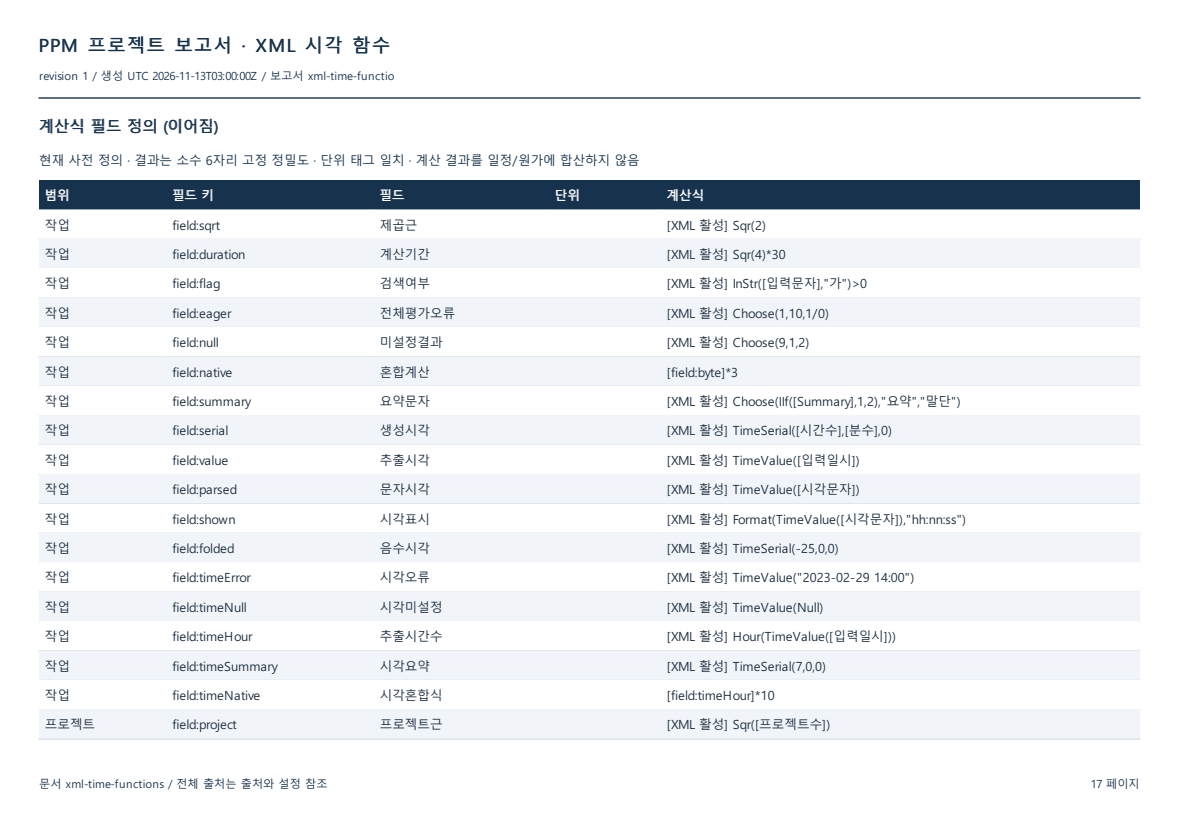 PPM 프로젝트 보고서 · XML 시각 함수
revision 1 / 생성 UTC 2026-11-13T03:00:00Z / 보고서 xml-time-functio
계산식 필드 정의 (이어짐)
현재 사전 정의 · 결과는 소수 6자리 고정 정밀도 · 단위 태그 일치 · 계산 결과를 일정/원가에 합산하지 않음
범위 필드 키 필드 단위 계산식
작업 field:sqrt 제곱근 [XML 활성] Sqr(2)
작업 field:duration 계산기간 [XML 활성] Sqr(4)*30
작업 field:flag 검색여부 [XML 활성] InStr([입력문자],"가")>0
작업 field:eager 전체평가오류 [XML 활성] Choose(1,10,1/0)
작업 field:null 미설정결과 [XML 활성] Choose(9,1,2)
작업 field:native 혼합계산 [field:byte]*3
작업 field:summary 요약문자 [XML 활성] Choose(IIf([Summary],1,2),"요약","말단")
작업 field:serial 생성시각 [XML 활성] TimeSerial([시간수],[분수],0)
작업 field:value 추출시각 [XML 활성] TimeValue([입력일시])
작업 field:parsed 문자시각 [XML 활성] TimeValue([시각문자])
작업 field:shown 시각표시 [XML 활성] Format(TimeValue([시각문자]),"hh:nn:ss")
작업 field:folded 음수시각 [XML 활성] TimeSerial(-25,0,0)
작업 field:timeError 시각오류 [XML 활성] TimeValue("2023-02-29 14:00")
작업 field:timeNull 시각미설정 [XML 활성] TimeValue(Null)
작업 field:timeHour 추출시간수 [XML 활성] Hour(TimeValue([입력일시]))
작업 field:timeSummary 시각요약 [XML 활성] TimeSerial(7,0,0)
작업 field:timeNative 시각혼합식 [field:timeHour]*10
프로젝트 field:project 프로젝트근 [XML 활성] Sqr([프로젝트수])
문서 xml-time-functions / 전체 출처는 출처와 설정 참조
17 페이지